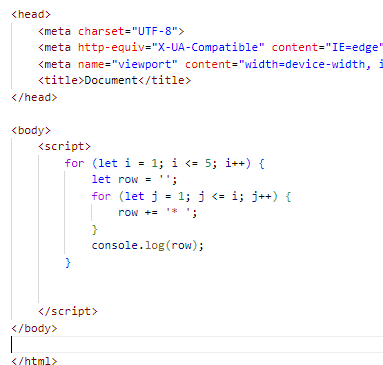 <head>
    <meta charset="UTF-8">
    <meta http-equiv="X-UA-Compatible" content="IE=edge"
    <meta name="viewport" content="width=device-width, i
    <title>Document</title>
</head>

<body>
    <script>
        for (let i = 1; i <= 5; i++) {
            let row = '';
            for (let j = 1; j <= i; j++) {
                row += '* ';
            }
            console.log(row);
        }


    </script>
</body>

</html>